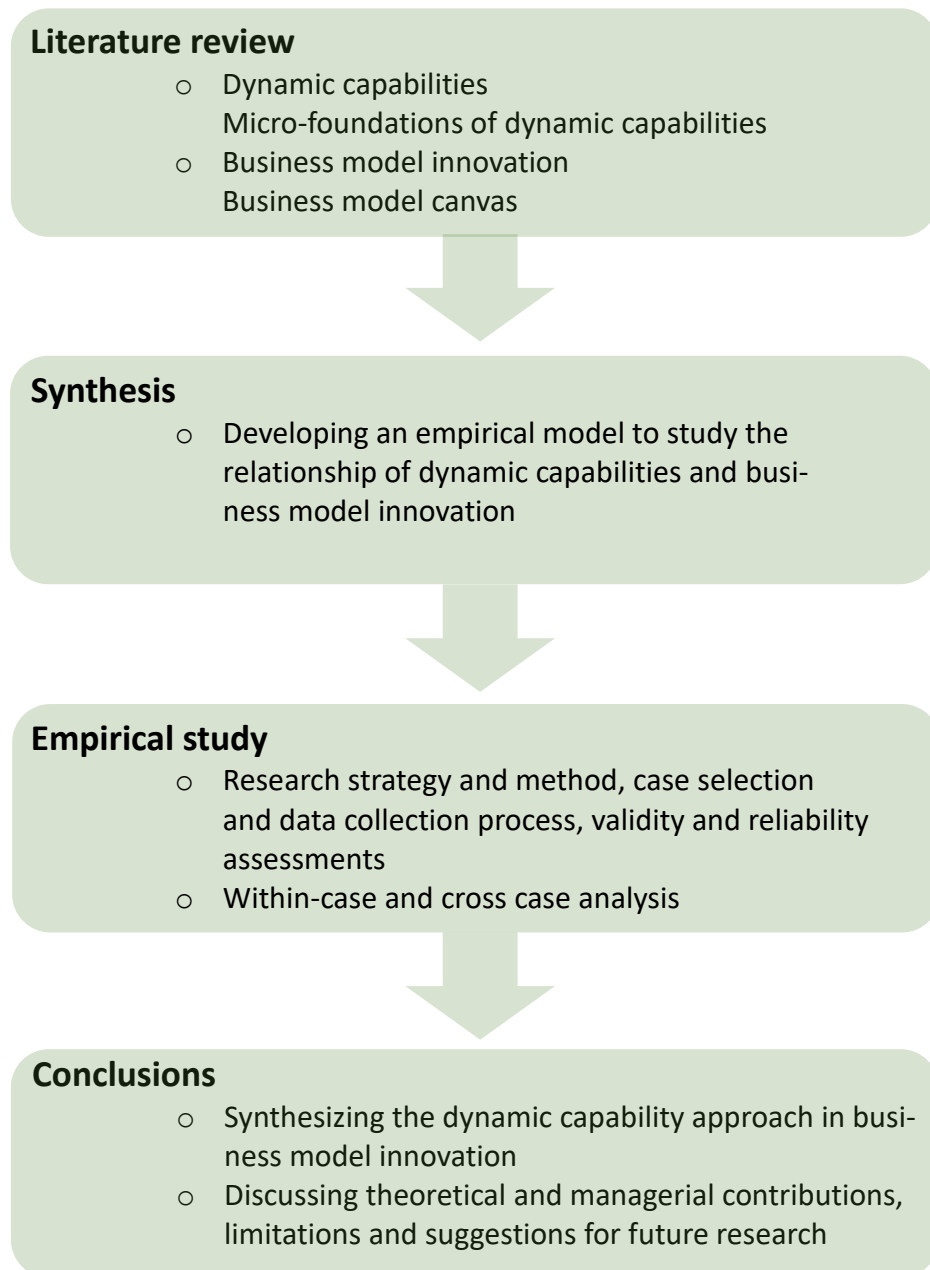 Literature review
o Dynamic capabilities
Micro-foundations of dynamic capabilities
o Business model innovation
Business model canvas
Synthesis
o Developing an empirical model to study the
relationship of dynamic capabilities and busi-
ness model innovation
Empirical study
o Research strategy and method, case selection
and data collection process, validity and reliability
assessments
o Within-case and cross case analysis
Conclusions
o Synthesizing the dynamic capability approach in busi-
ness model innovation
o Discussing theoretical and managerial contributions,
limitations and suggestions for future research